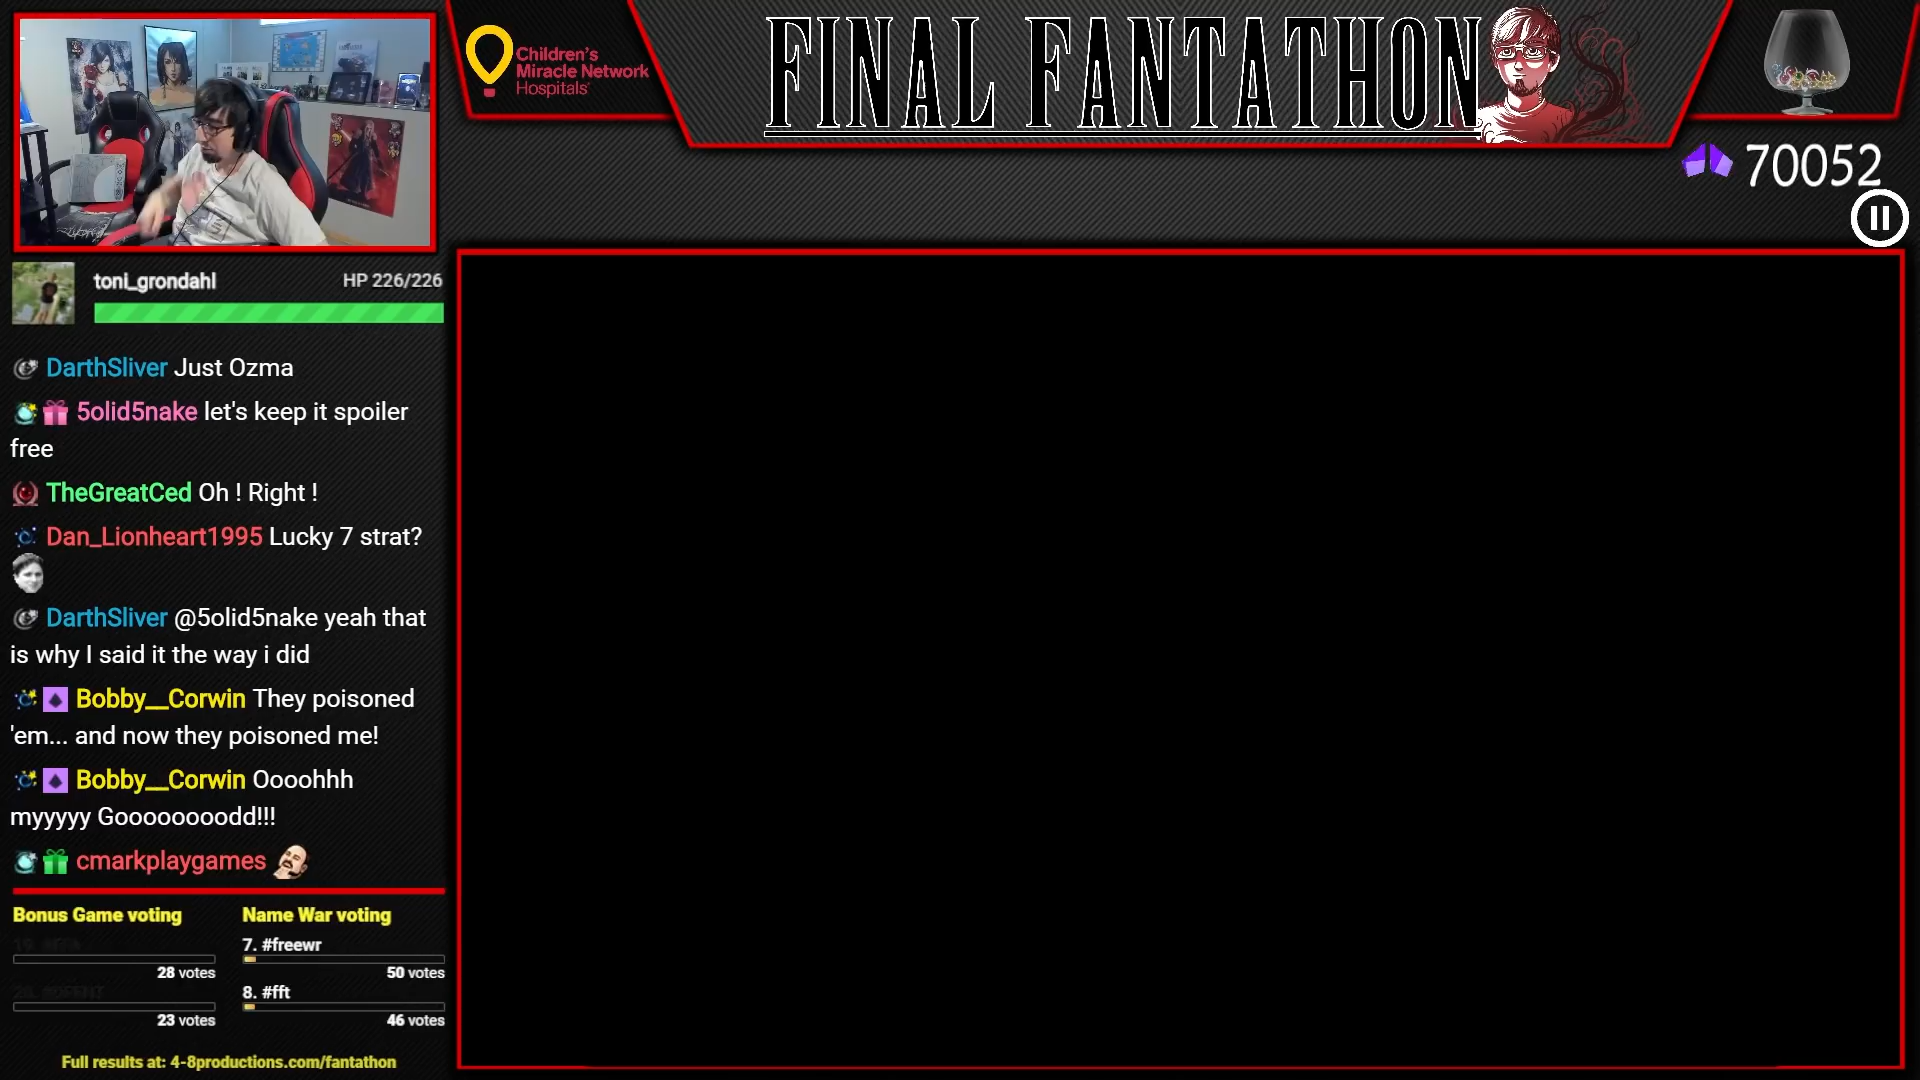 Children's
Miracle Network
Hospitals
FINAL FANTATHON
70052
toni_grondahl HP 226/226
DarthSliver Just Ozma
5olid5nake let's keep it spoiler
free
TheGreatCed Oh ! Right !
Dan_Lionheart1995 Lucky 7 strat?
DarthSliver @5olid5nake yeah that
is why I said it the way i did
Bobby__Corwin They poisoned
'em... and now they poisoned me!
Bobby__Corwin Oooohhh
myyyyy Goooooooodd!!!
cmarkplaygames
Bonus Game voting
28 votes
23 votes
Name War voting
7. #freewr
50 votes
8. #fft
46 votes
Full results at: 4-8productions.com/fantathon